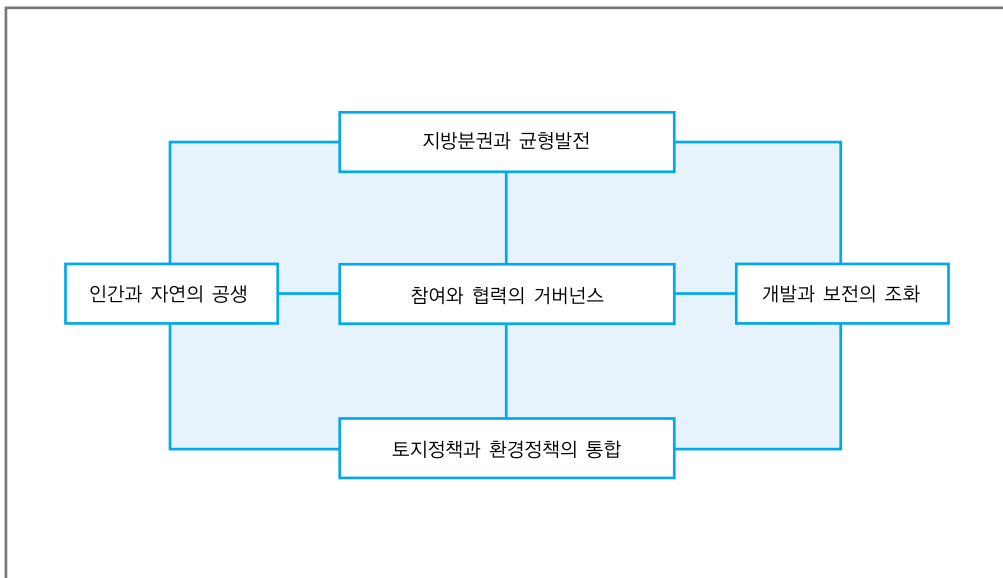 지방분권과 균형발전
인간과 자연의 공생
참여와 협력의 거버넌스
개발과 보전의 조화
토지정책과 환경정책의 통합